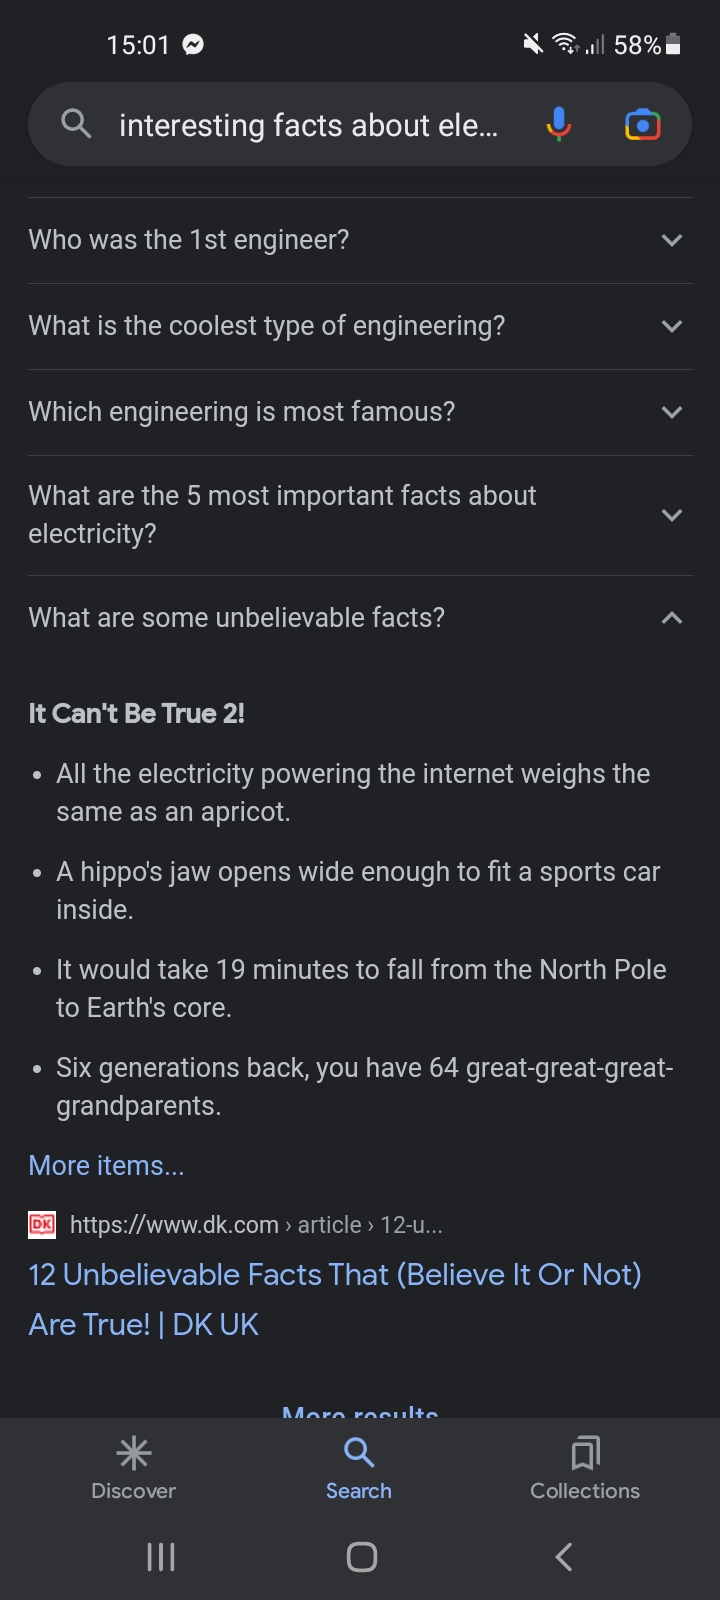 15:01
58%
interesting facts about ele...
Who was the 1st engineer?
What is the coolest type of engineering?
Which engineering is most famous?
What are the 5 most important facts about
electricity?
What are some unbelievable facts?
It Can't Be True 2!
• All the electricity powering the internet weighs the
same as an apricot.
• A hippo's jaw opens wide enough to fit a sports car
inside.
• It would take 19 minutes to fall from the North Pole
to Earth's core.
• Six generations back, you have 64 great-great-great-
grandparents.
More items...
DK https://www.dk.com › article › 12-u...
12 Unbelievable Facts That (Believe It Or Not)
Are True! | DK UK
More results
Discover
Search
Collections